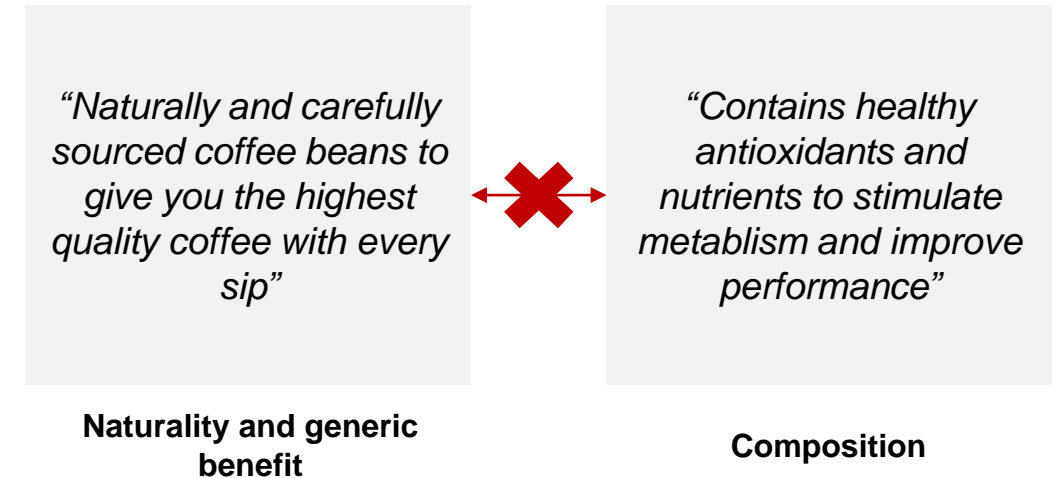 “Naturally and carefully
sourced coffee beans to
give you the highest
quality coffee with every
sip”
Naturality and generic
benefit
“Contains healthy
antioxidants and
nutrients to stimulate
metablism and improve
performance”
Composition